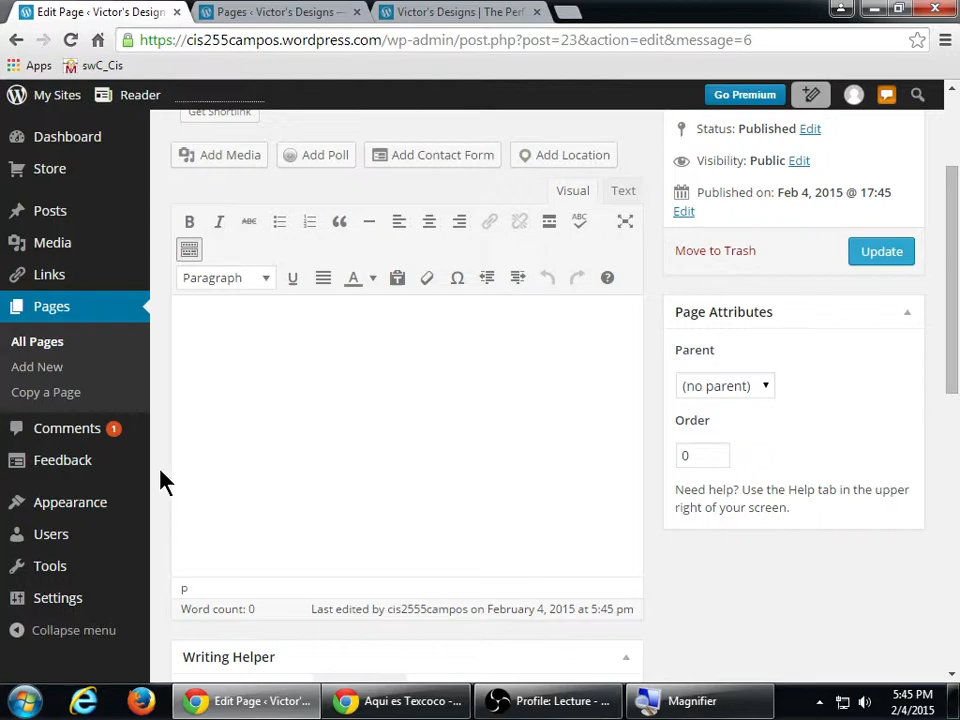 Edit Page ‹ Victor's Design
Pages ‹ Victor's Designs —
Victor's Designs | The Perf
https://cis255campos.wordpress.com/wp-admin/post.php?post=23&action=edit&message=6
Apps swC_Cis
My Sites Reader Go Premium
Get Shortlink
Dashboard
Store
Posts
Media
Links
Pages
All Pages
Add New
Copy a Page
Comments 1
Feedback
Appearance
Users
Tools
Settings
Collapse menu
Add Media Add Poll Add Contact Form Add Location
Visual Text
B I ABC ABC
Paragraph U A Ω ?
p
Word count: 0 Last edited by cis2555campos on February 4, 2015 at 5:45 pm
Writing Helper
Status: Published Edit
Visibility: Public Edit
Published on: Feb 4, 2015 @ 17:45
Edit
Move to Trash Update
Page Attributes
Parent
(no parent)
Order
0
Need help? Use the Help tab in the upper
right of your screen.
Edit Page ‹ Victor'...
Aqui es Texcoco -...
Profile: Lecture - ...
Magnifier
5:45 PM
2/4/2015